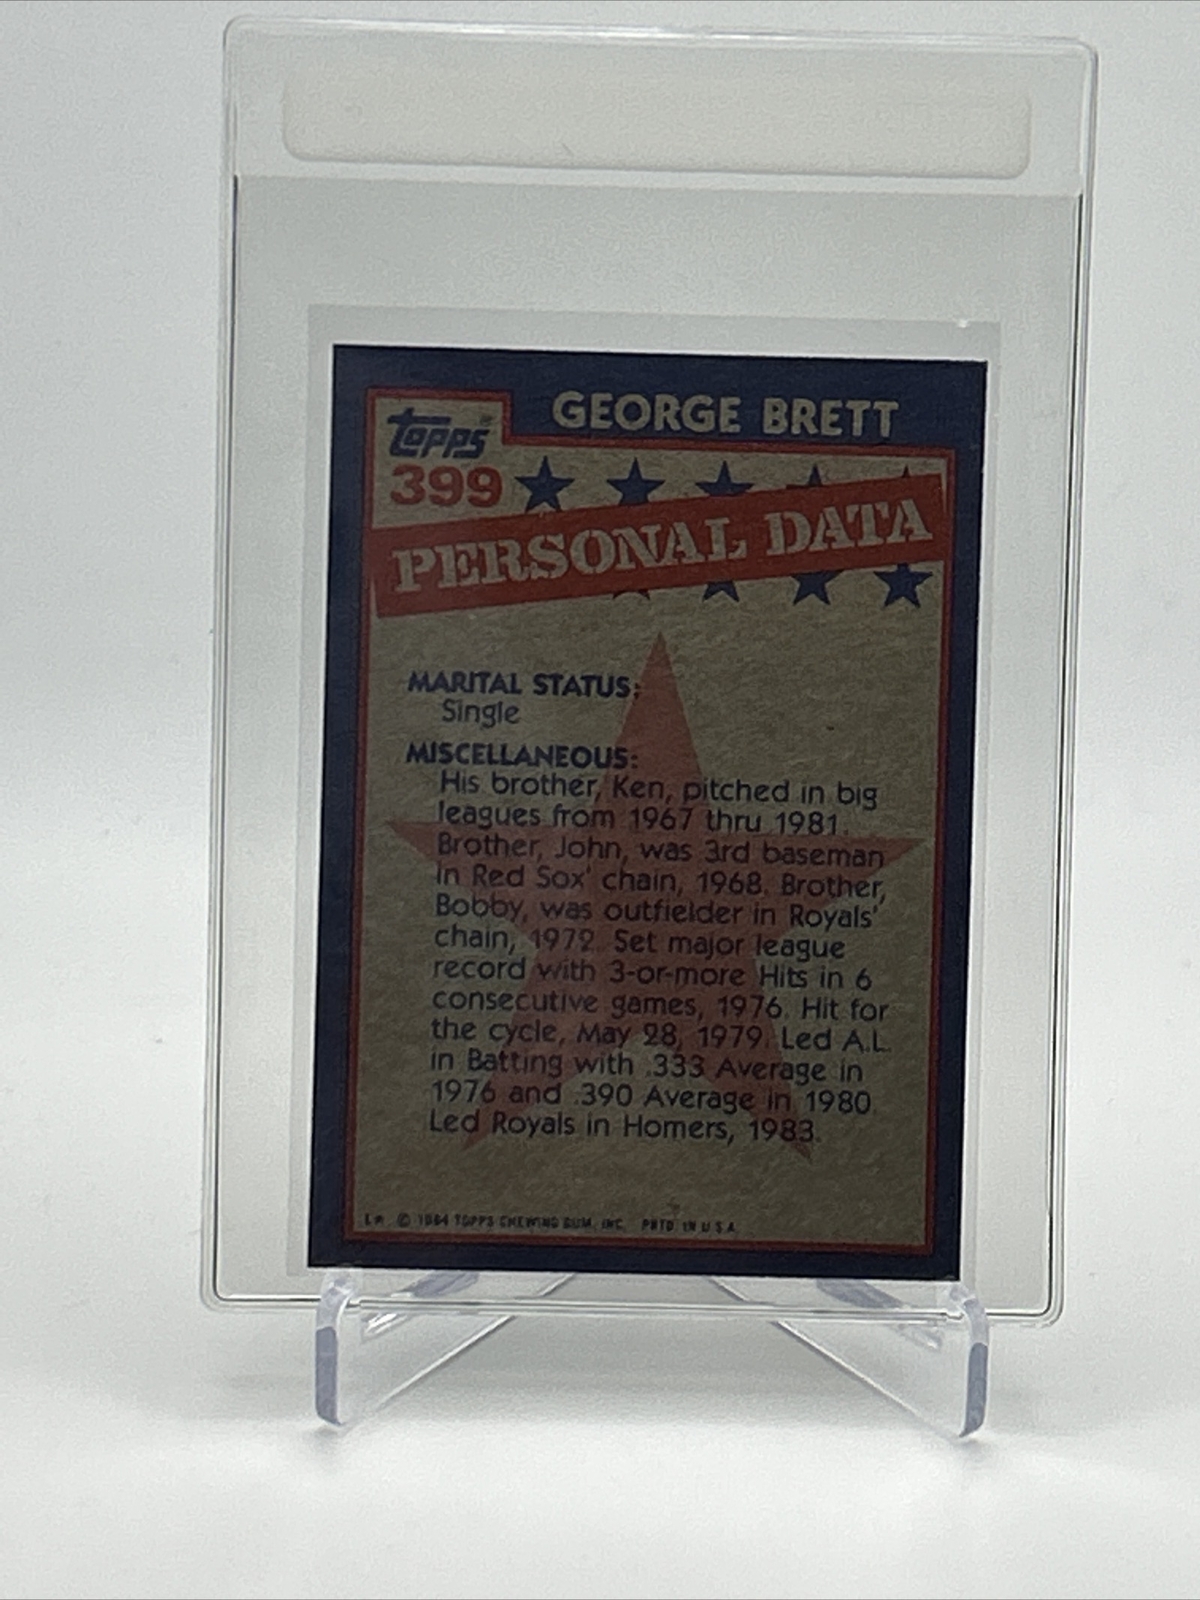 GEORGE BRETT
Topps®
399
PERSONAL DATA
MARITAL STATUS:
Single
MISCELLANEOUS:
His brother, Ken, pitched in big
leagues from 1967 thru 1981.
Brother, John, was 3rd baseman
in Red Sox' chain, 1968. Brother,
Bobby, was outfielder in Royals'
chain, 1972. Set major league
record with 3-or-more Hits in 6
consecutive games, 1976. Hit for
the cycle, May 28, 1979. Led A.L.
in Batting with .333 Average in
1976 and .390 Average in 1980.
Led Royals in Homers, 1983.
© 1984 TOPPS CHEWING GUM, INC. PRTD. IN U.S.A.